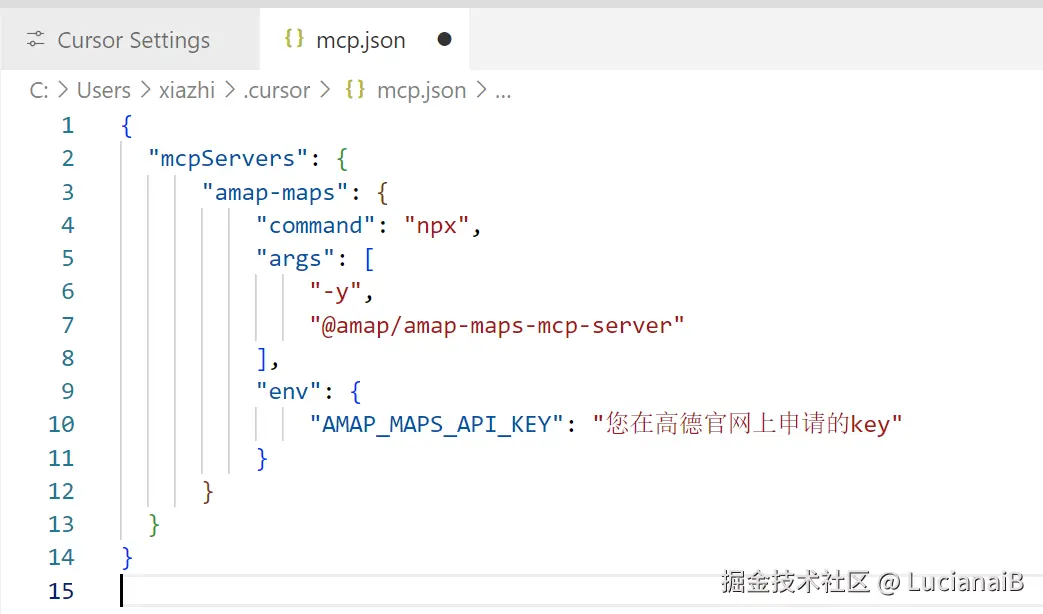 Cursor Settings
{} mcp.json ●
C: > Users > xiazhi > .cursor > {} mcp.json > ...
1 {
2 "mcpServers": {
3 "amap-maps": {
4 "command": "npx",
5 "args": [
6 "-y",
7 "@amap/amap-maps-mcp-server"
8 ],
9 "env": {
10 "AMAP_MAPS_API_KEY": "您在高德官网上申请的key"
11 }
12 }
13 }
14 }
15
掘金技术社区 @ LucianaiB